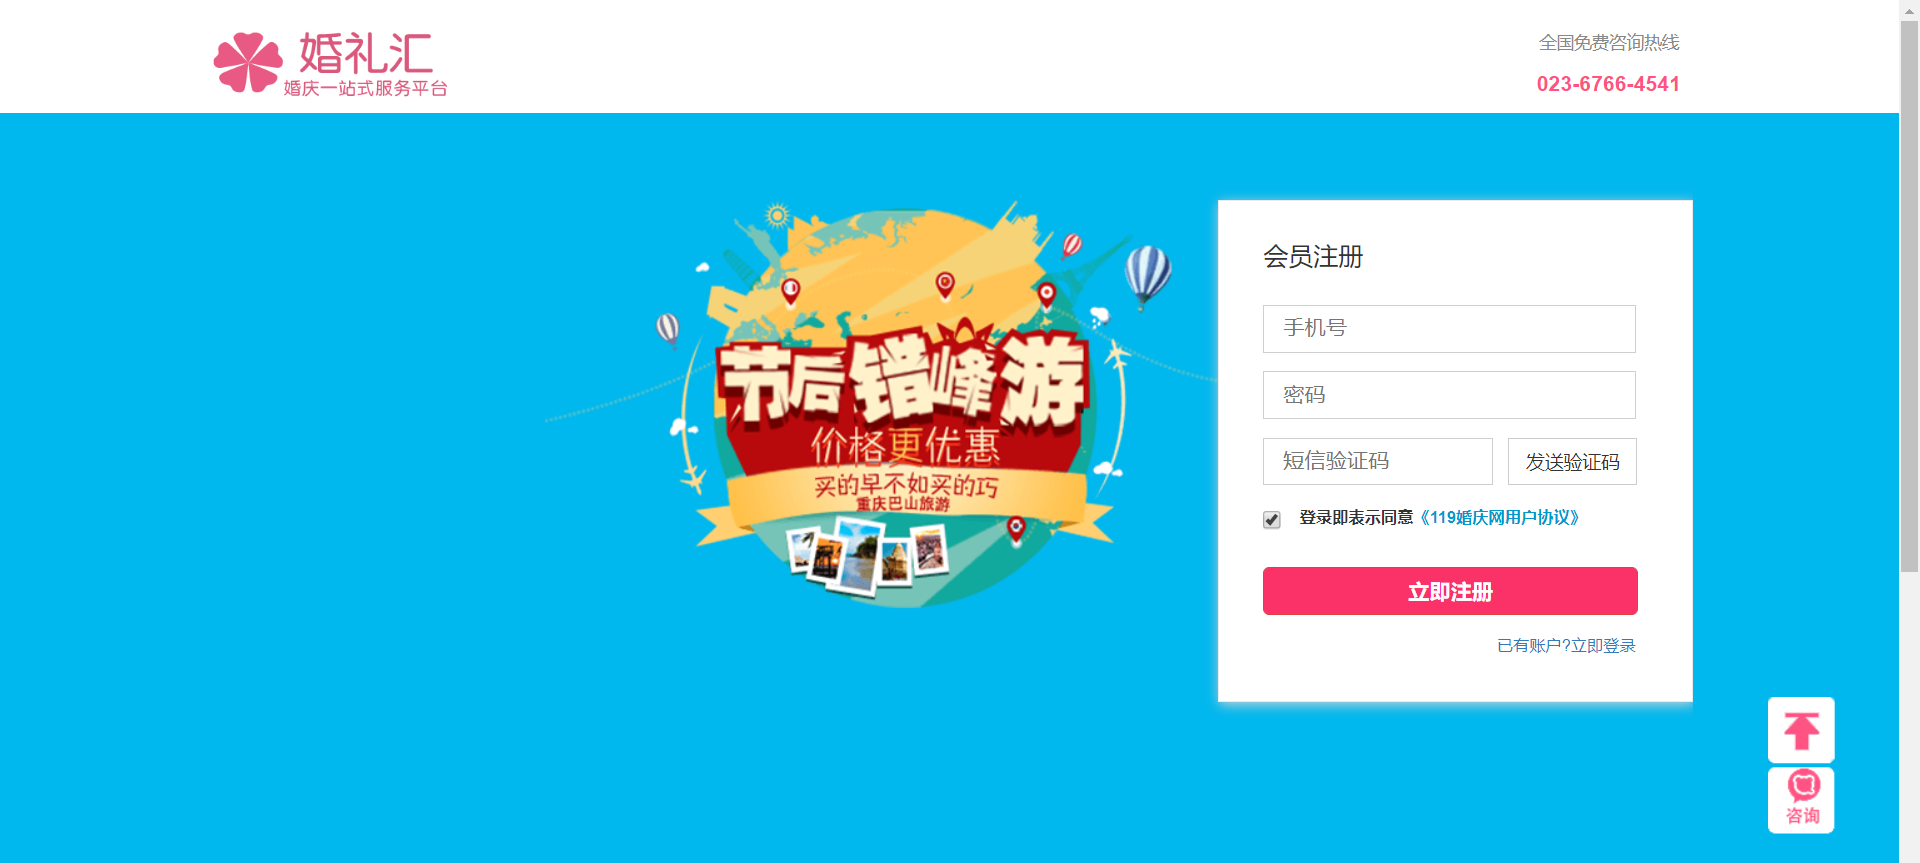 婚礼汇
婚庆一站式服务平台
全国免费咨询热线
023-6766-4541
节后错峰游
价格更优惠
买的早不如买的巧
重庆巴山旅游
会员注册
手机号
密码
短信验证码
发送验证码
登录即表示同意《119婚庆网用户协议》
立即注册
已有账户?立即登录
咨询